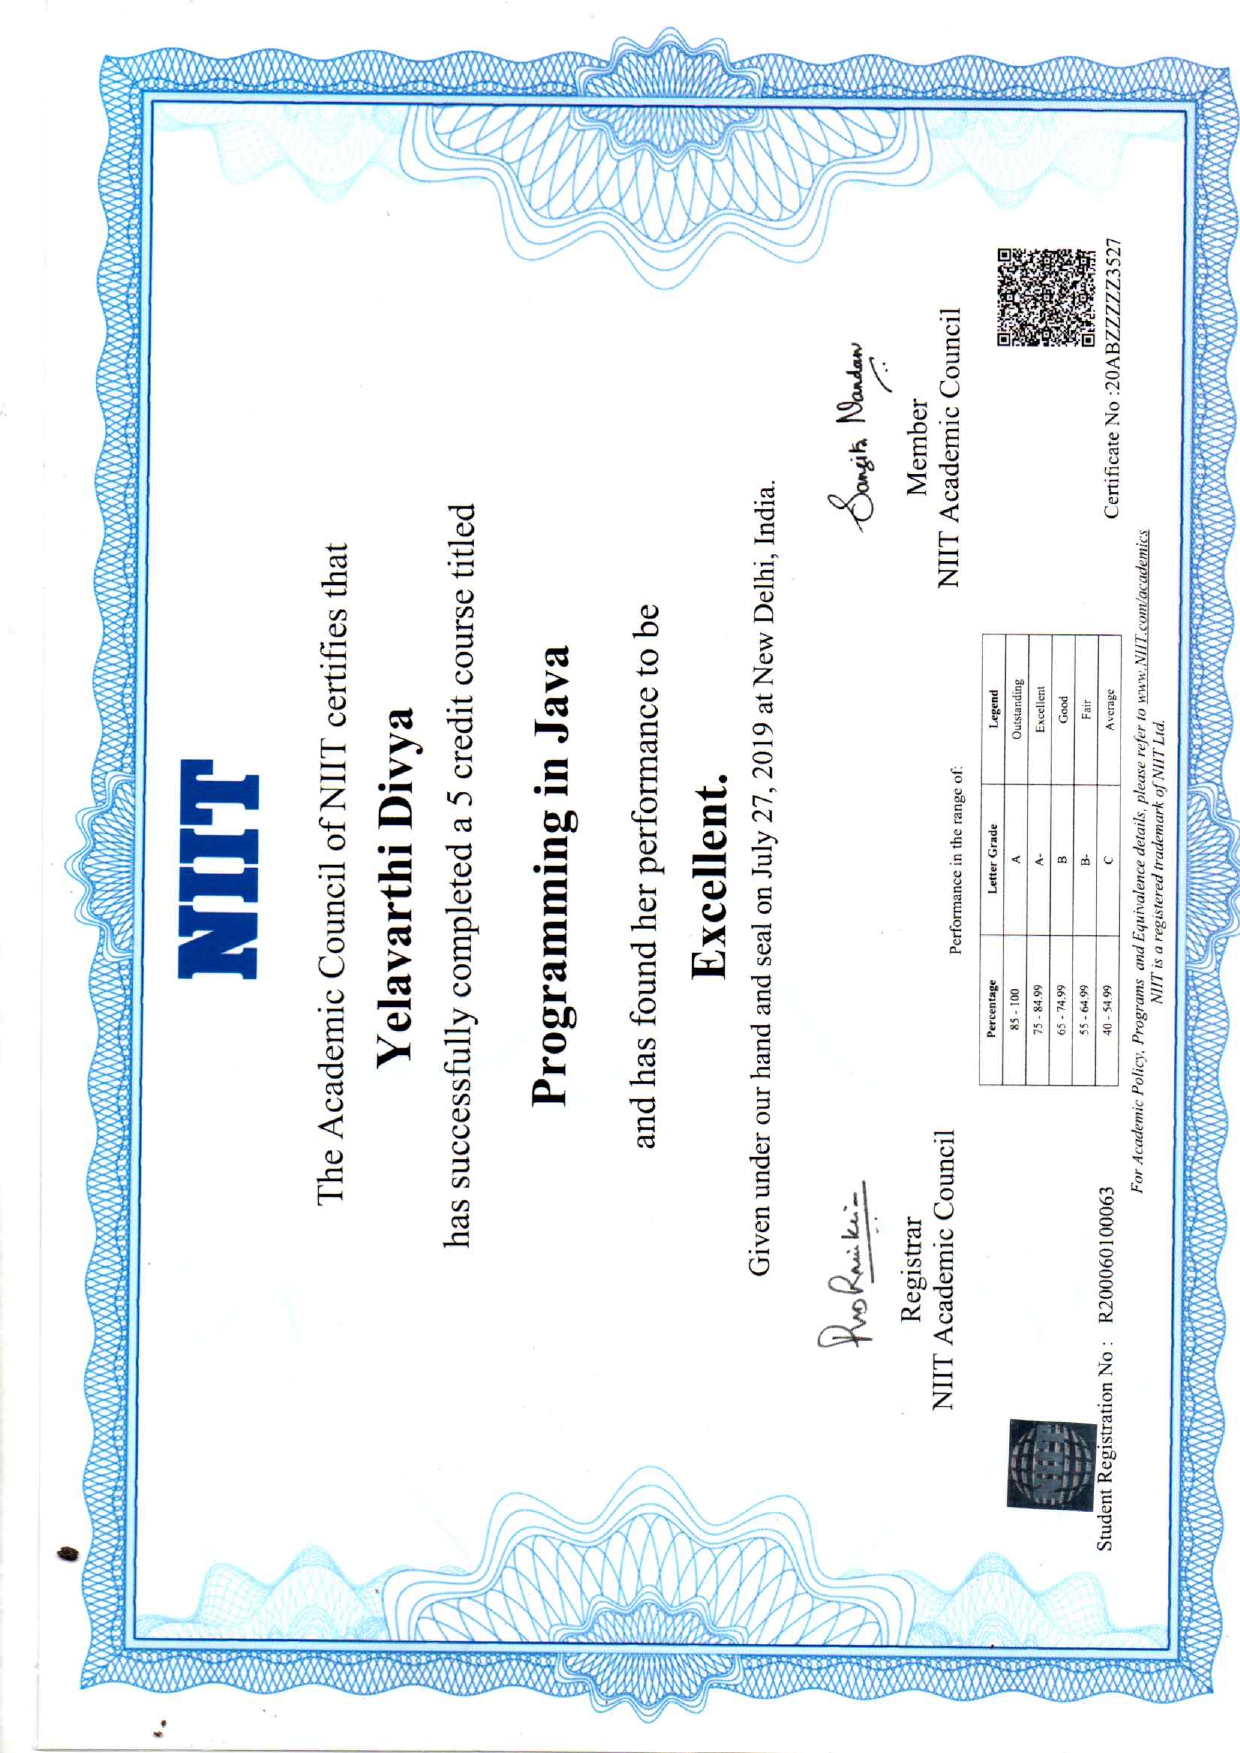 NIIT
The Academic Council of NIIT certifies that
Yelavarthi Divya
has successfully completed a 5 credit course titled
Programming in Java
and has found her performance to be
Excellent.
Given under our hand and seal on July 27, 2019 at New Delhi, India.
Sangita Nandan
Registrar
NIIT Academic Council
Member
NIIT Academic Council
Performance in the range of:
Percentage Letter Grade Legend
85 - 100 A Outstanding
75 - 84.99 A- Excellent
65 - 74.99 B Good
55 - 64.99 B- Fair
40 - 54.99 C Average
NIIT
Student Registration No : R200060100063
Certificate No :20ABZZZZZ3527
For Academic Policy, Programs and Equivalence details, please refer to www.NIIT.com/academics
NIIT is a registered trademark of NIIT Ltd.